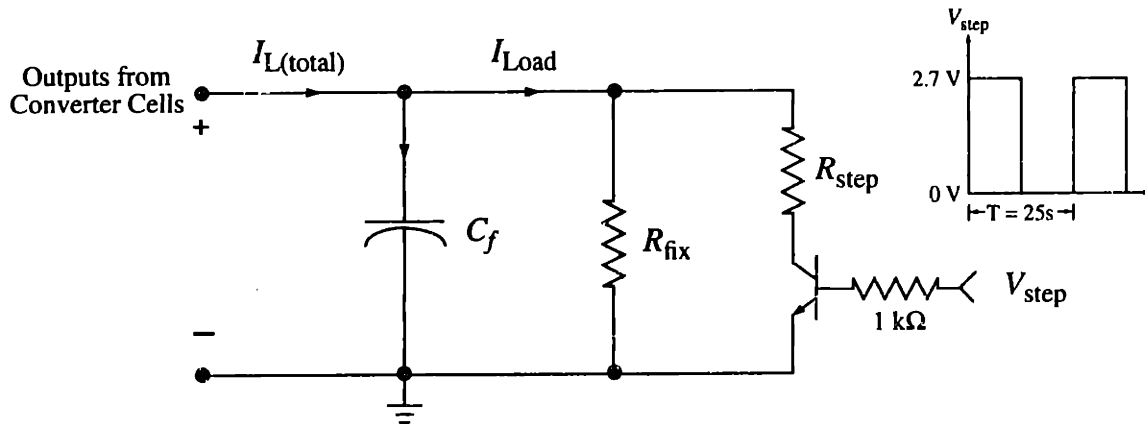 Outputs from
Converter Cells
+
−
I_L(total)
I_Load
C_f
R_fix
R_step
1 kΩ
V_step
V_step
2.7 V
0 V
T = 25s